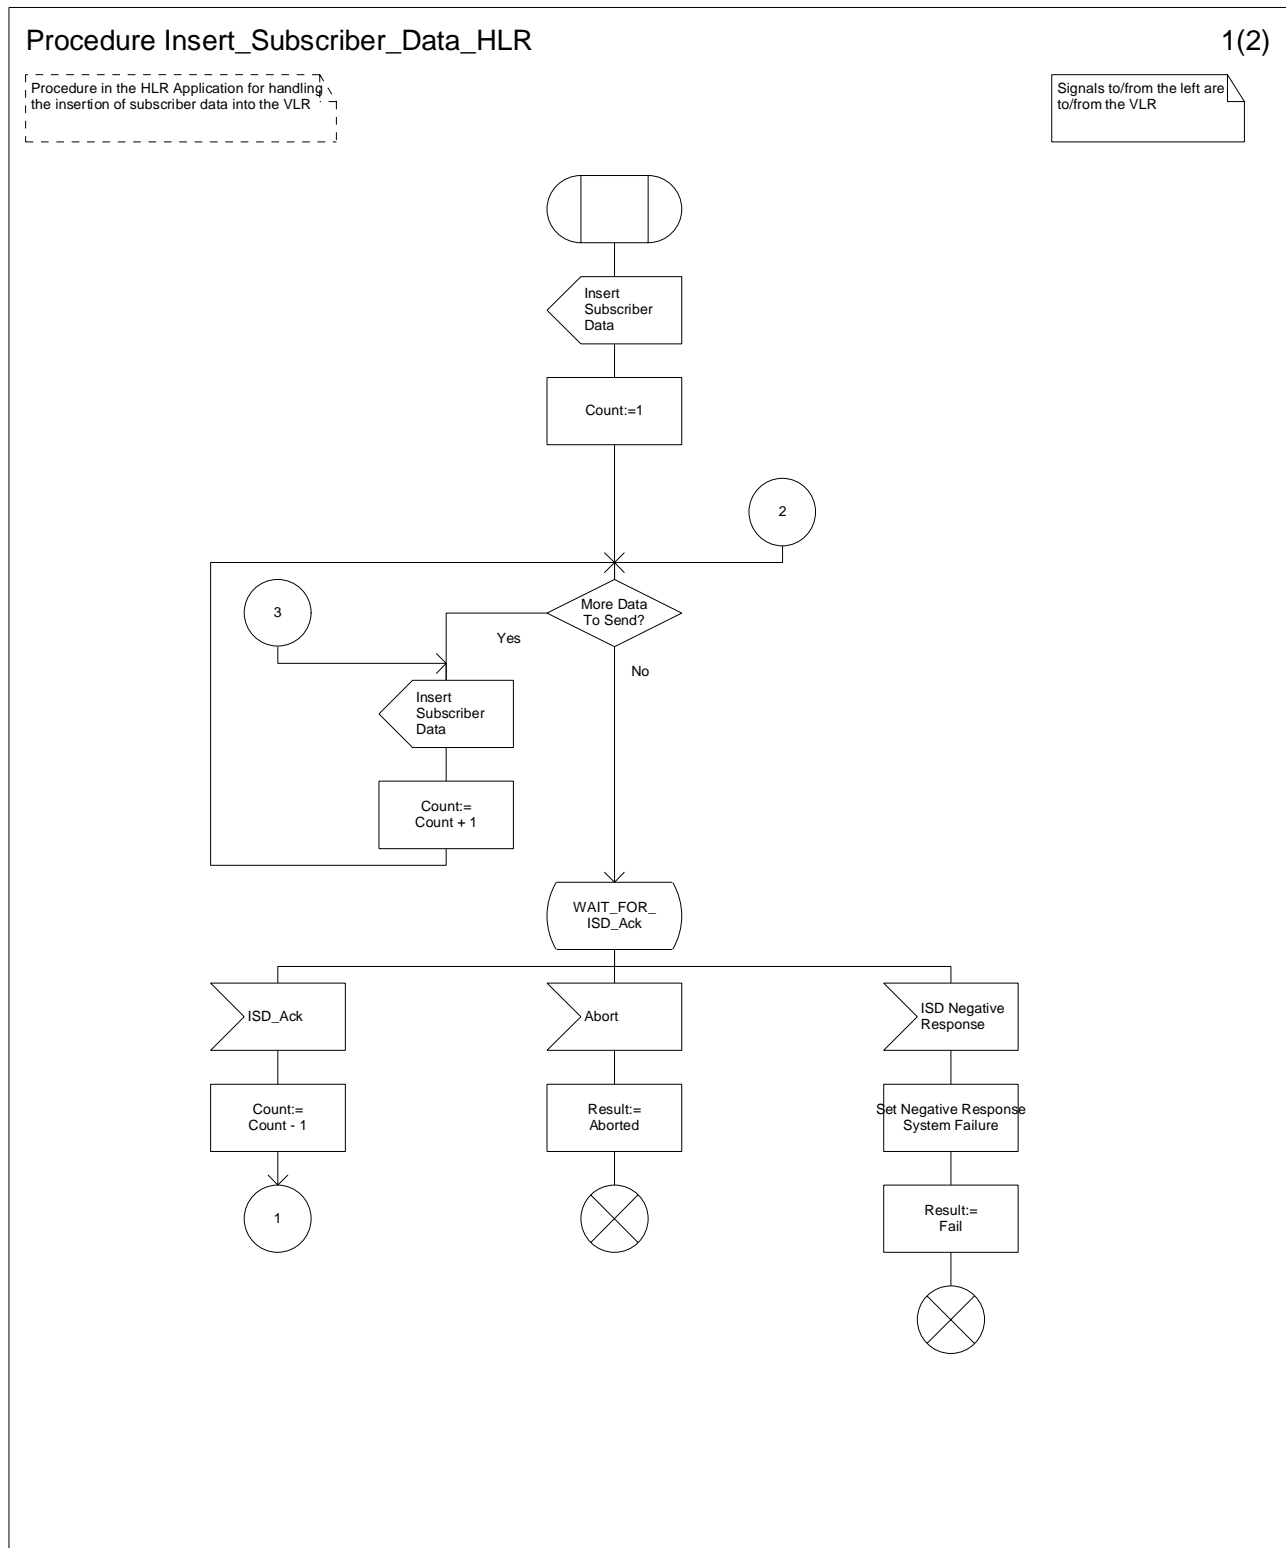 Procedure Insert_Subscriber_Data_HLR
1(2)
Procedure in the HLR Application for handling
the insertion of subscriber data into the VLR
Signals to/from the left are
to/from the VLR
Insert
Subscriber
Data
Count:=1
2
3
More Data
To Send?
Yes
No
Insert
Subscriber
Data
Count:=
Count + 1
WAIT_FOR_
ISD_Ack
ISD_Ack
Abort
ISD Negative
Response
Count:=
Count - 1
Result:=
Aborted
Set Negative Response
System Failure
1
Result:=
Fail